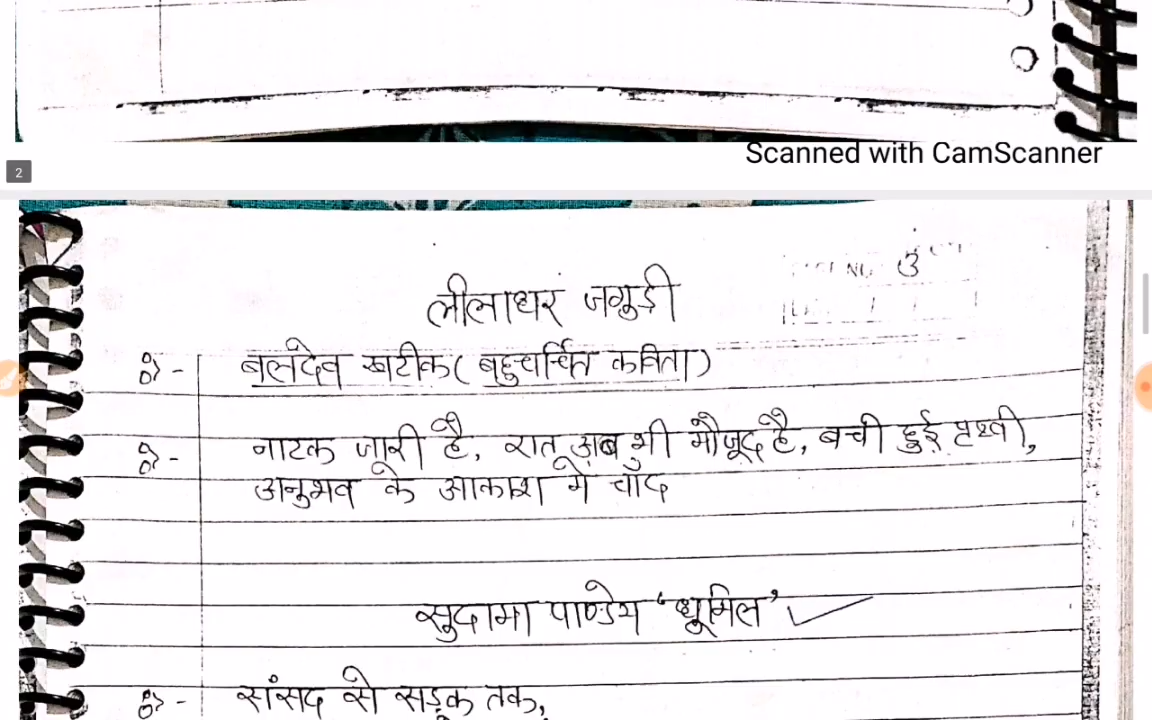 Scanned with CamScanner
2
3
लीलाधर जगूड़ी
बलदेव खटीक ( बहुचर्चित कविता )
नाटक जारी है, रात अब भी मौजूद है, बची हुई पृथ्वी,
अनुभव के आकाश में चाँद
सुदामा पाण्डेय 'धूमिल'
सांसद से सड़क तक,